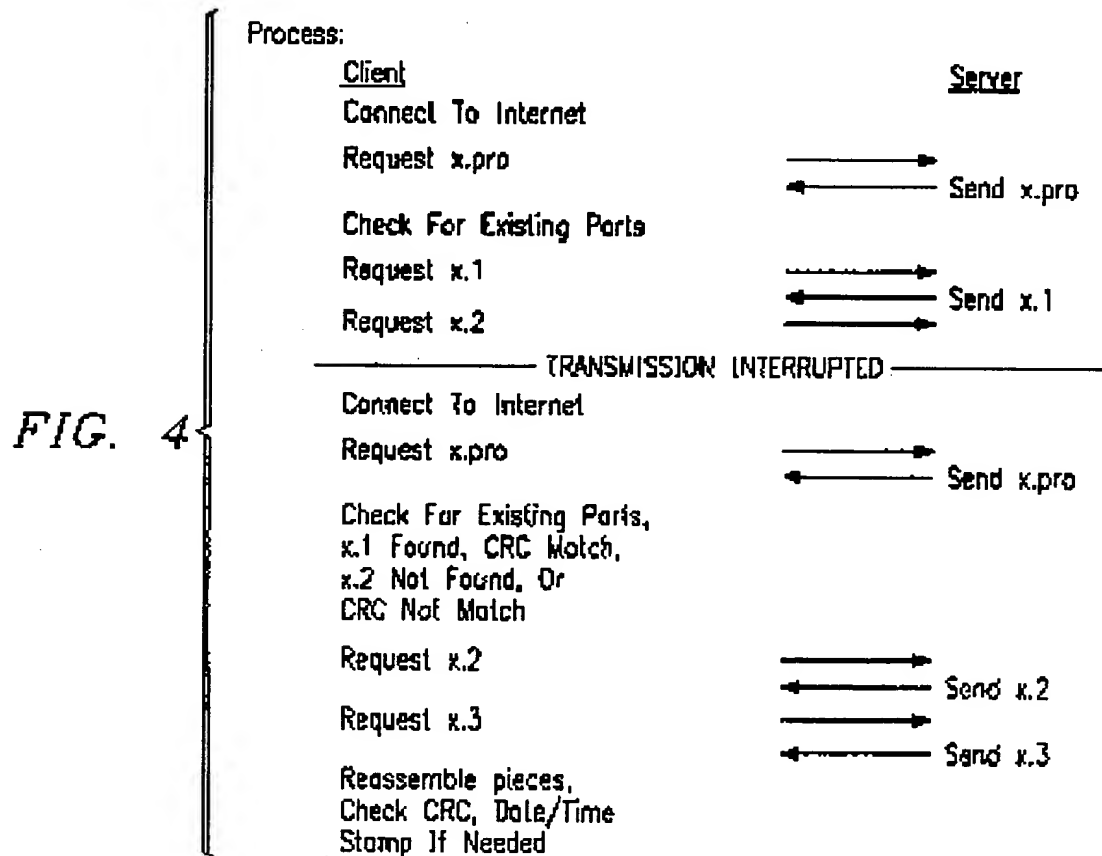 Process:
Client Server
Connect To Internet
Request x.pro
Send x.pro
Check For Existing Parts
Request x.1
Send x.1
Request x.2
TRANSMISSION INTERRUPTED
Connect To Internet
FIG. 4
Request x.pro
Send x.pro
Check For Existing Parts,
x.1 Found, CRC Match,
x.2 Not Found, Or
CRC Not Match
Request x.2
Send x.2
Request x.3
Send x.3
Reassemble pieces,
Check CRC, Date/Time
Stamp If Needed